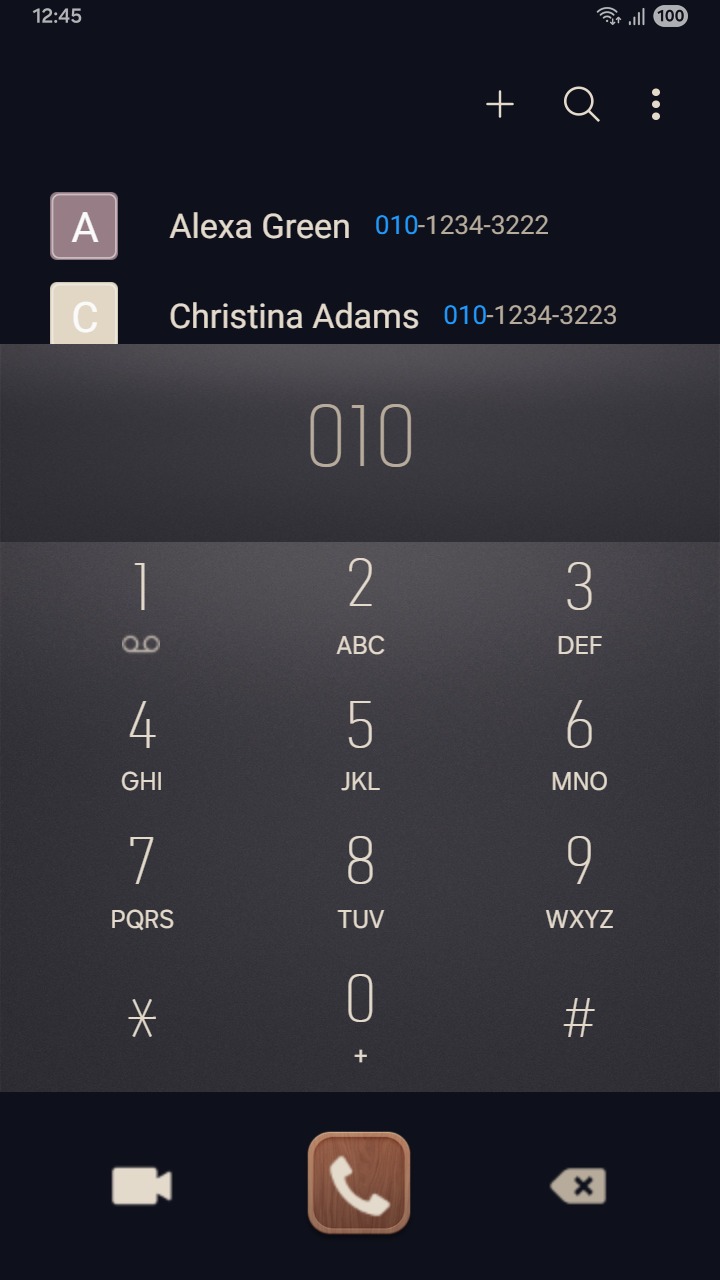 12:45 100
A Alexa Green 010-1234-3222
C Christina Adams 010-1234-3223
010
1 2 3
ABC DEF
4 5 6
GHI JKL MNO
7 8 9
PQRS TUV WXYZ
* 0 #
+